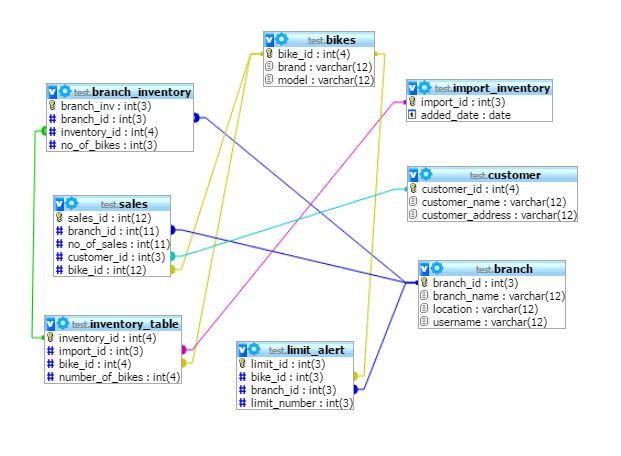 test.bikes
bike_id : int(4)
brand : varchar(12)
model : varchar(12)
test.branch_inventory
branch_inv : int(3)
branch_id : int(3)
inventory_id : int(4)
no_of_bikes : int(3)
test.import_inventory
import_id : int(3)
added_date : date
test.customer
customer_id : int(4)
customer_name : varchar(12)
customer_address : varchar(12)
test.sales
sales_id : int(12)
branch_id : int(11)
no_of_sales : int(11)
customer_id : int(3)
bike_id : int(12)
test.branch
branch_id : int(3)
branch_name : varchar(12)
location : varchar(12)
username : varchar(12)
test.inventory_table
inventory_id : int(4)
import_id : int(3)
bike_id : int(4)
number_of_bikes : int(4)
test.limit_alert
limit_id : int(3)
bike_id : int(3)
branch_id : int(3)
limit_number : int(3)